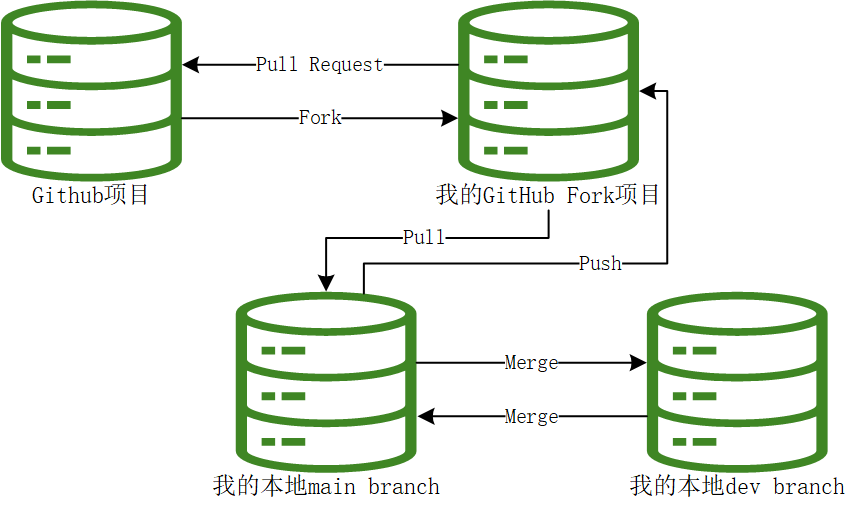 Pull Request
Fork
Github项目
我的GitHub Fork项目
Pull
Push
Merge
Merge
我的本地main branch
我的本地dev branch